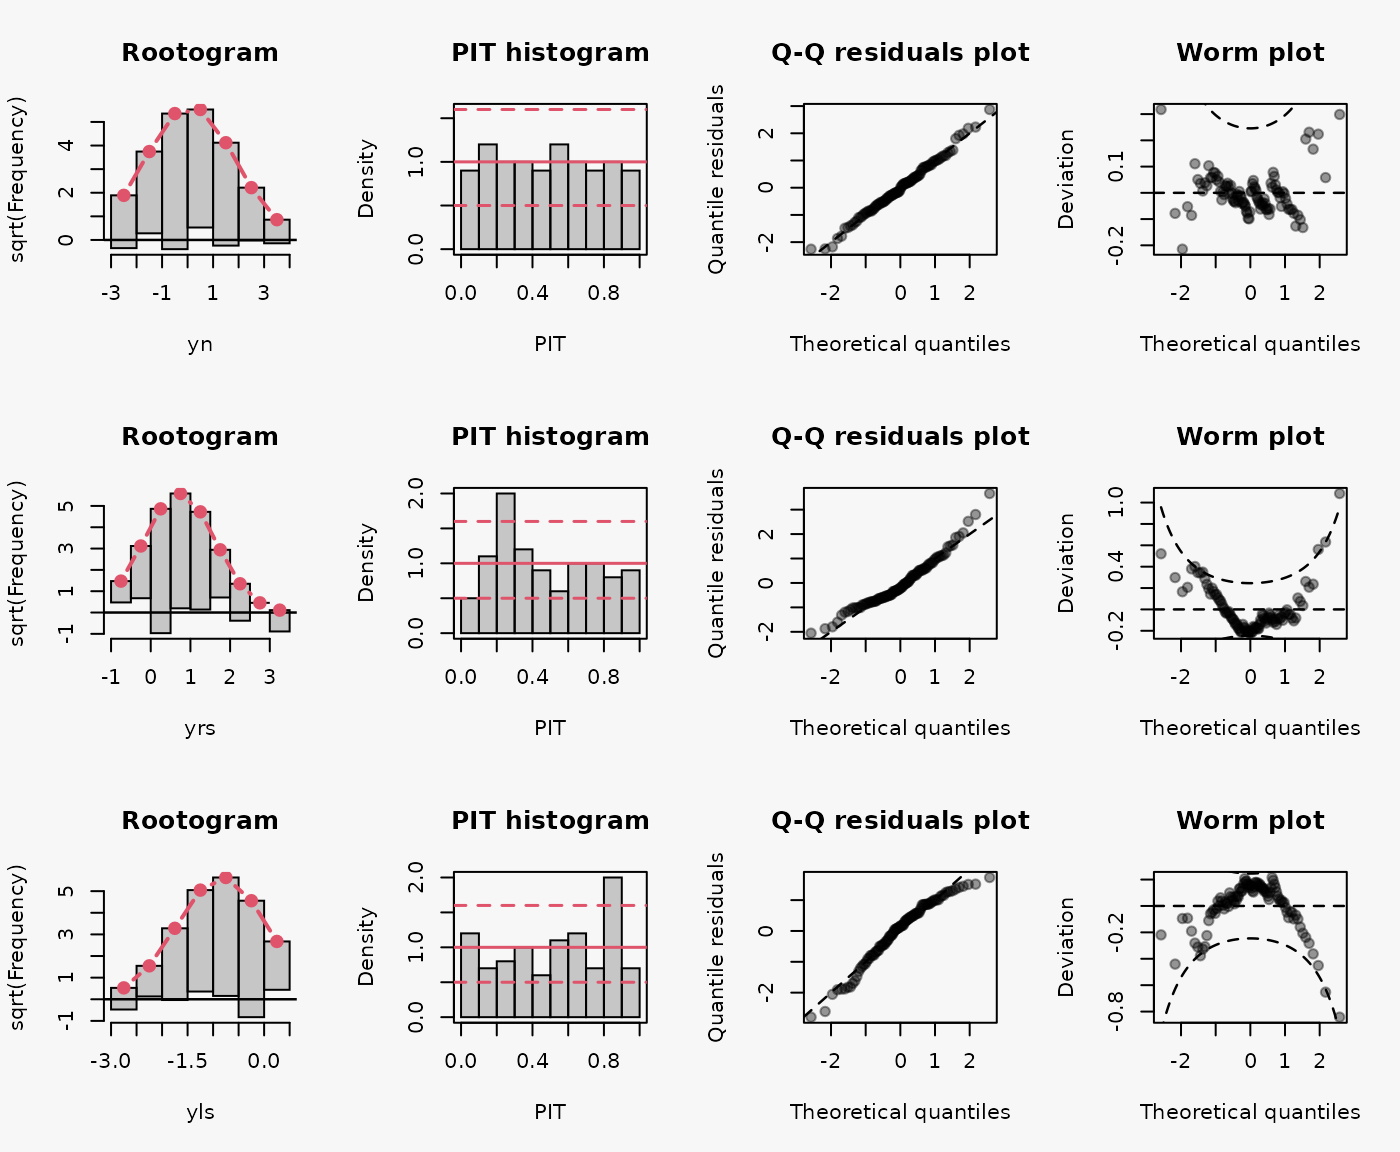 Rootogram
sqrt(Frequency)
4
2
0
-3 -1 1 3
yn
PIT histogram
Density
1.0
0.0
0.0 0.4 0.8
PIT
Q-Q residuals plot
Quantile residuals
2
0
-2
-2 0 1 2
Theoretical quantiles
Worm plot
Deviation
0.1
-0.2
-2 0 1 2
Theoretical quantiles
Rootogram
sqrt(Frequency)
5
3
1
-1
-1 0 1 2 3
yrs
PIT histogram
Density
2.0
1.0
0.0
0.0 0.4 0.8
PIT
Q-Q residuals plot
Quantile residuals
2
0
-2
-2 0 1 2
Theoretical quantiles
Worm plot
Deviation
1.0
0.4
-0.2
-2 0 1 2
Theoretical quantiles
Rootogram
sqrt(Frequency)
5
3
1
-1
-3.0 -1.5 0.0
yls
PIT histogram
Density
2.0
1.0
0.0
0.0 0.4 0.8
PIT
Q-Q residuals plot
Quantile residuals
0
-2
-2 0 1 2
Theoretical quantiles
Worm plot
Deviation
-0.2
-0.8
-2 0 1 2
Theoretical quantiles